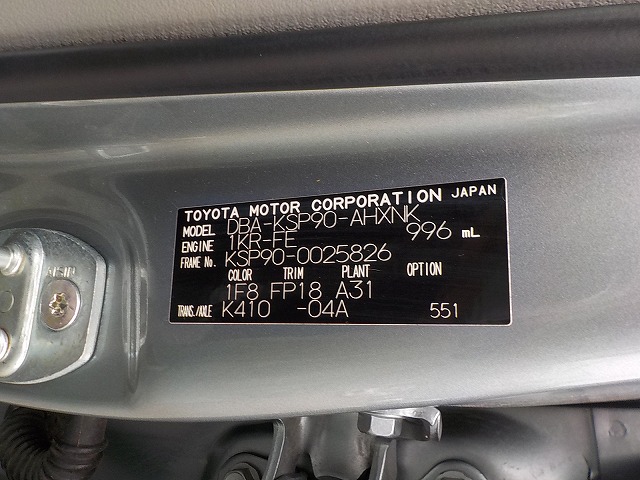 TOYOTA MOTOR CORPORATION JAPAN
MODEL DBA-KSP90-AHXNK
ENGINE 1KR-FE 996 mL
FRAME No. KSP90-0025826
COLOR TRIM PLANT OPTION
1F8 FP18 A31
TRANS./AXLE K410 -04A 551
AISIN